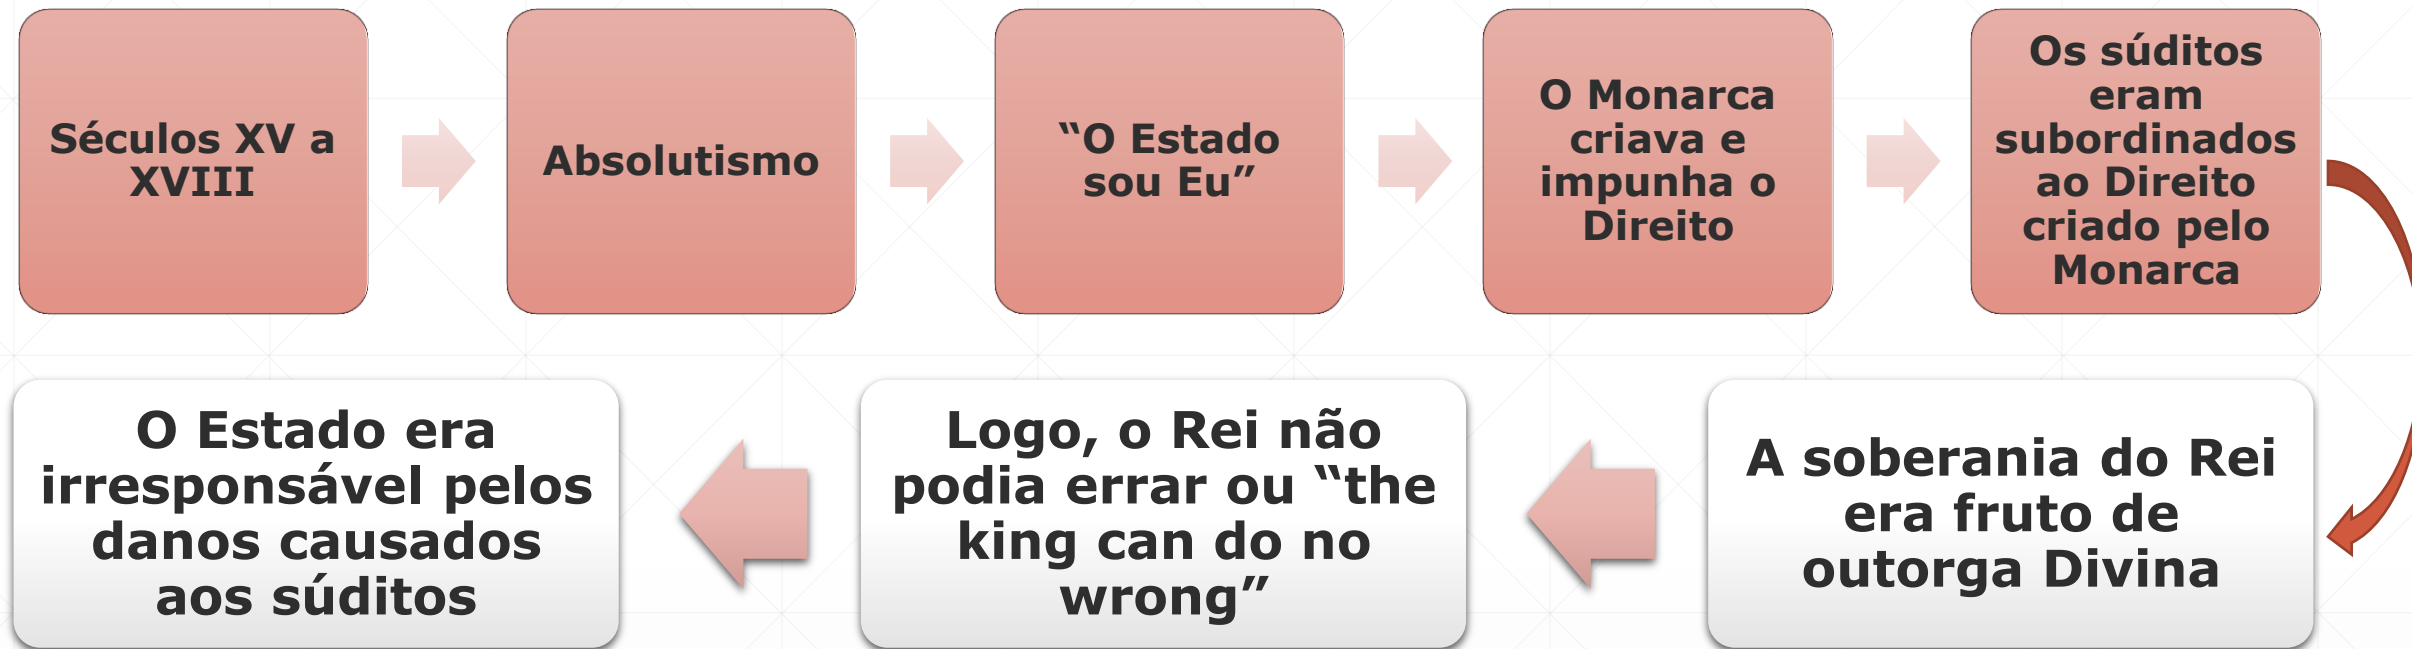 Séculos XV a
XVIII
Absolutismo
“O Estado
sou Eu”
O Monarca
criava e
impunha o
Direito
Os súditos
eram
subordinados
ao Direito
criado pelo
Monarca
A soberania do Rei
era fruto de
outorga Divina
Logo, o Rei não
podia errar ou “the
king can do no
wrong”
O Estado era
irresponsável pelos
danos causados
aos súditos